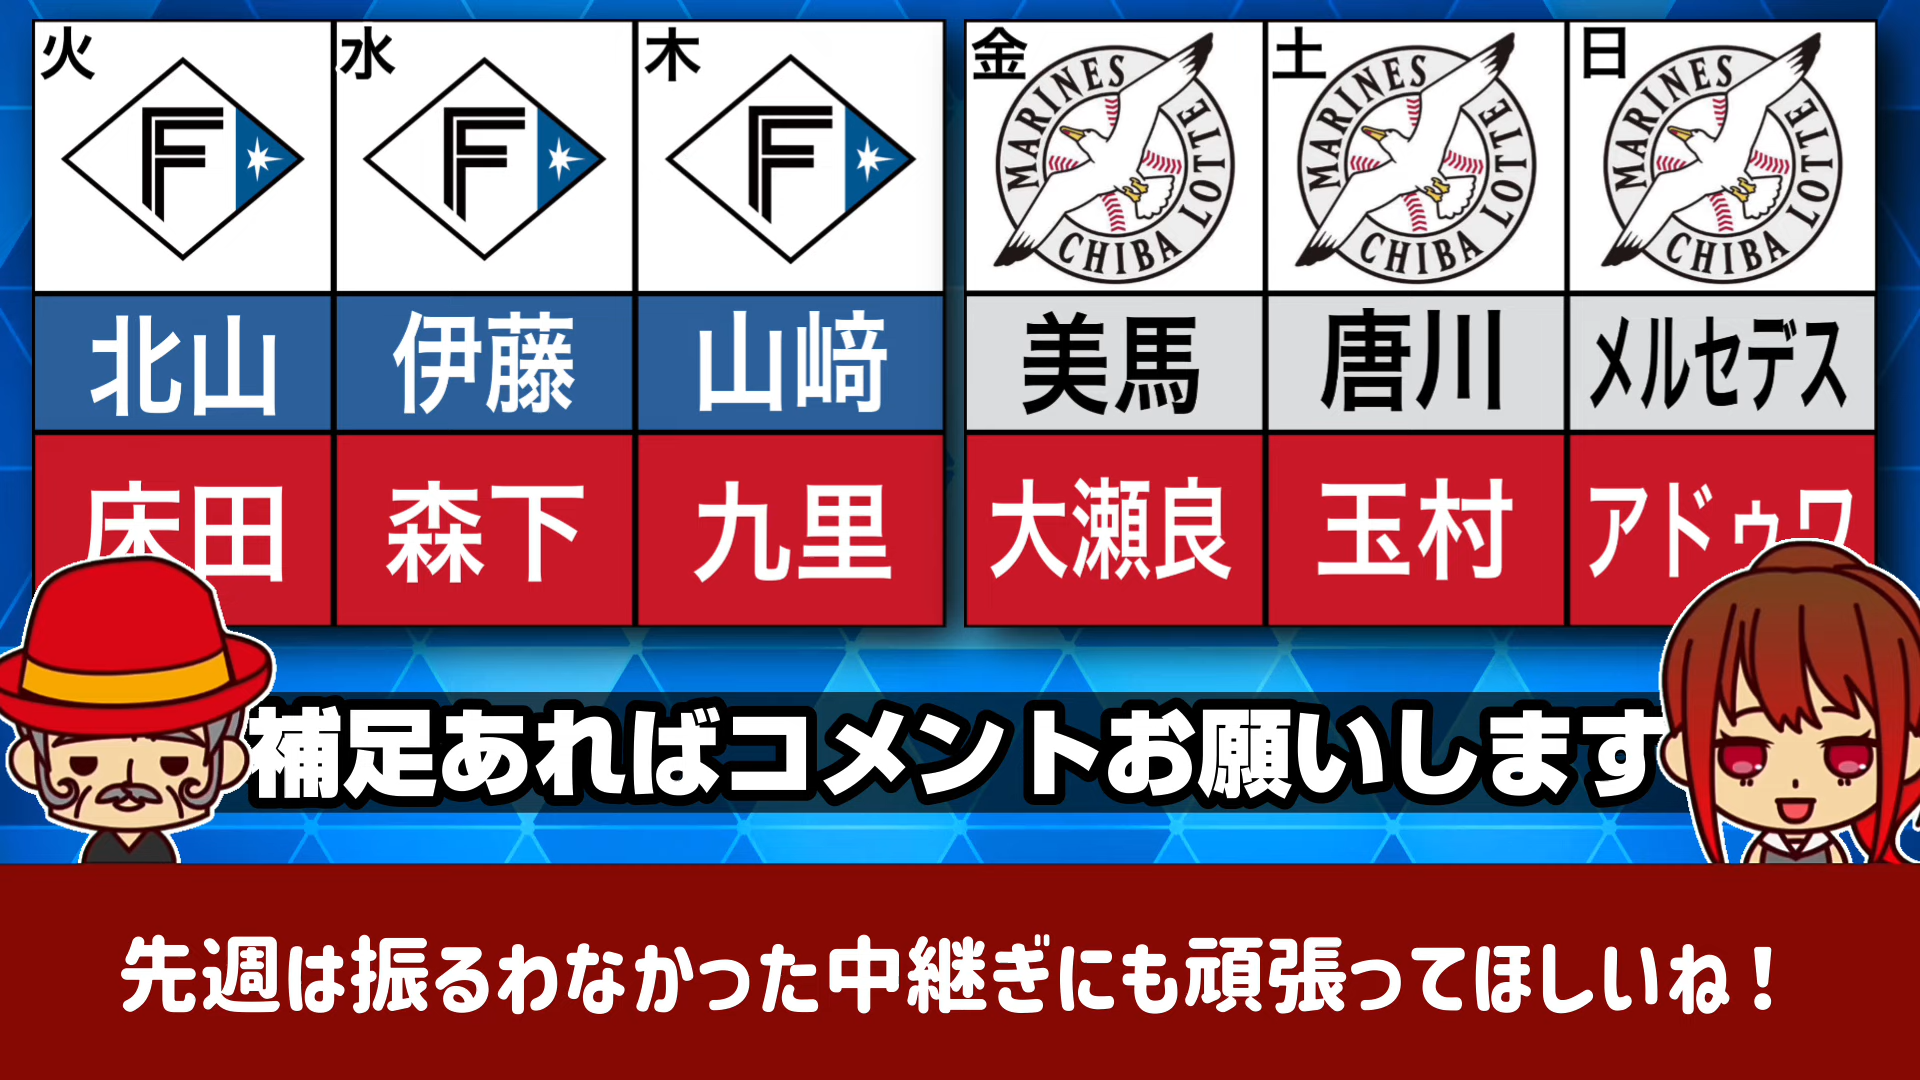 火 水 木 金 土 日
F F F MARINES CHIBA LOTTE MARINES CHIBA LOTTE MARINES CHIBA LOTTE
北山 伊藤 山﨑 美馬 唐川 メルセデス
床田 森下 九里 大瀬良 玉村 アドゥワ
補足あればコメントお願いします
先週は振るわなかった中継ぎにも頑張ってほしいね！